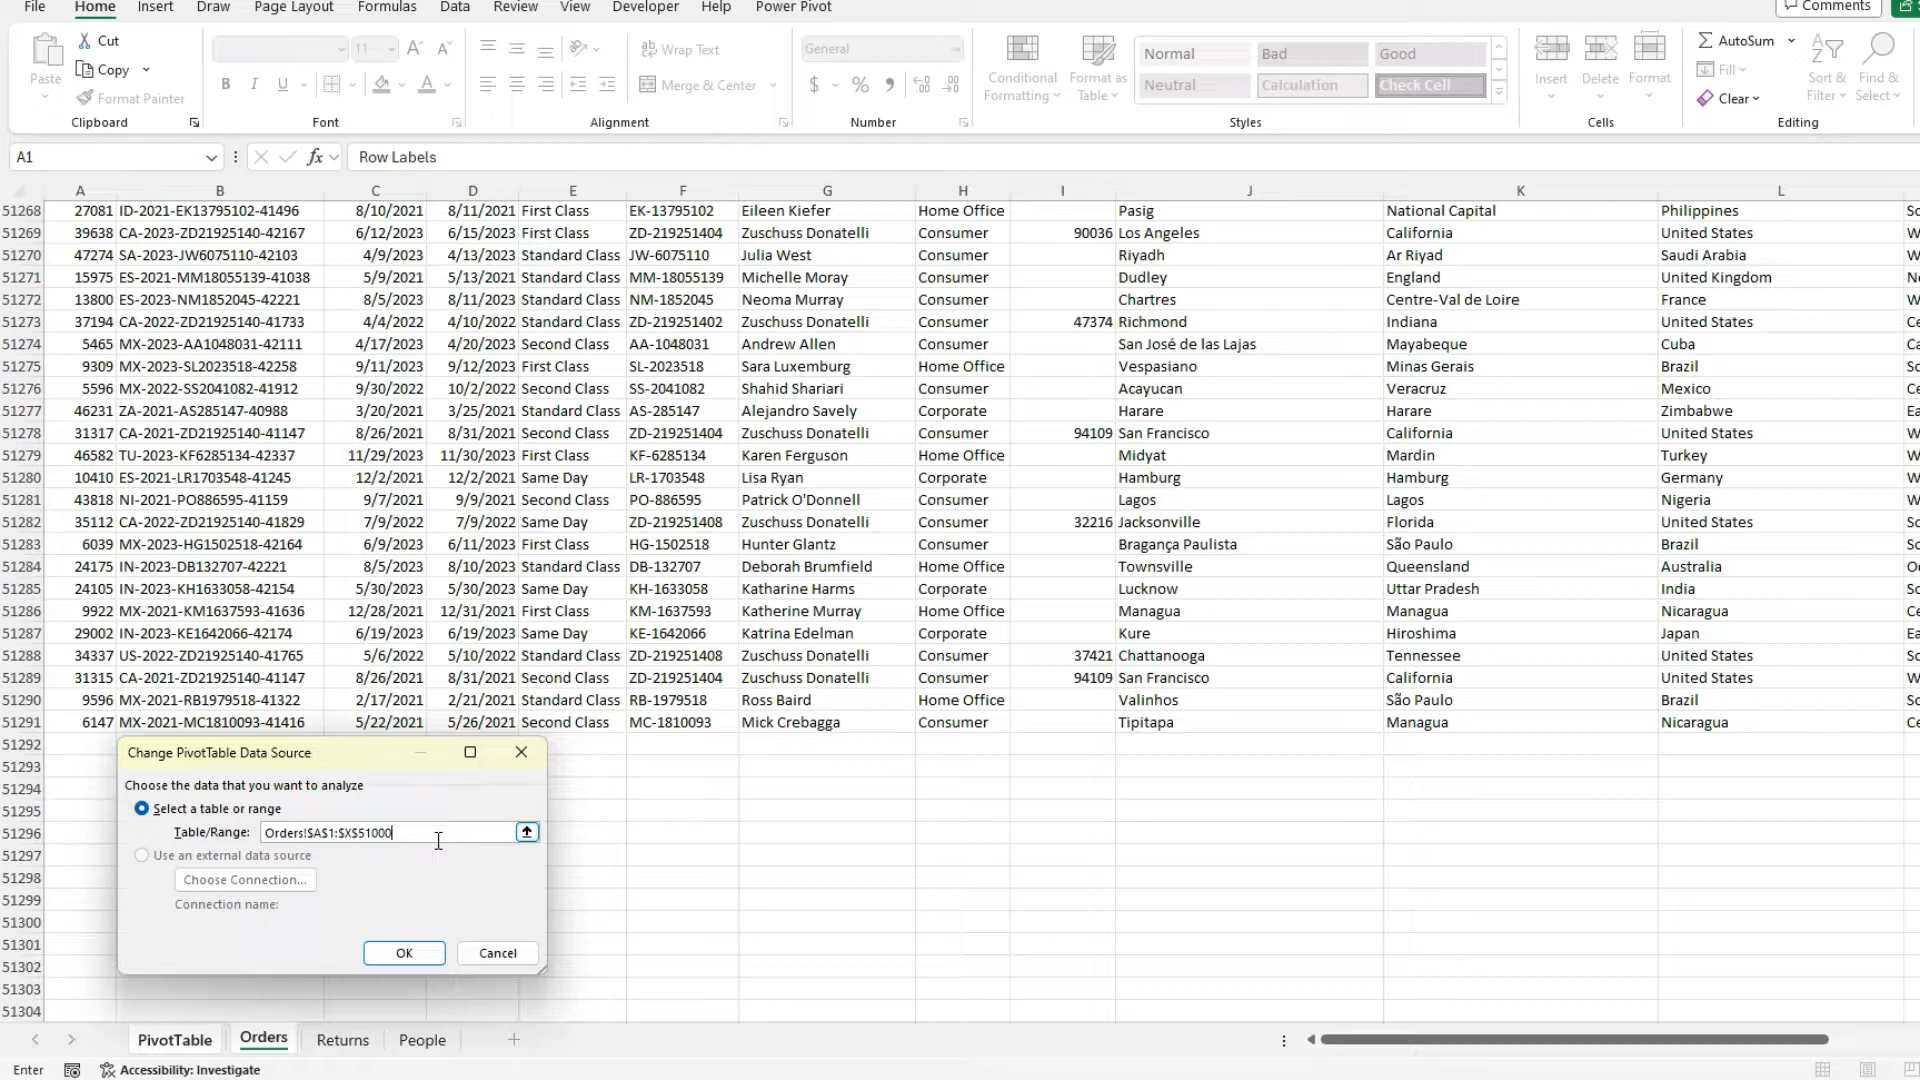 File Home Insert Draw Page Layout Formulas Data Review View Developer Help Power Pivot Comments
Paste Cut Copy Format Painter Clipboard
11 B I U A Font
Wrap Text Merge & Center Alignment
General $ % Number
Conditional Formatting Format as Table Normal Bad Good Neutral Calculation Check Cell Styles
Insert Delete Format Cells
AutoSum Fill Clear Sort & Filter Find & Select Editing
A1 fx Row Labels
A B C D E F G H I J K L
51268 27081 ID-2021-EK13795102-41496 8/10/2021 8/11/2021 First Class EK-13795102 Eileen Kiefer Home Office Pasig National Capital Philippines So
51269 39638 CA-2023-ZD21925140-42167 6/12/2023 6/15/2023 First Class ZD-219251404 Zuschuss Donatelli Consumer 90036 Los Angeles California United States W
51270 47274 SA-2023-JW6075110-42103 4/9/2023 4/13/2023 Standard Class JW-6075110 Julia West Consumer Riyadh Ar Riyad Saudi Arabia W
51271 15975 ES-2021-MM18055139-41038 5/9/2021 5/13/2021 Standard Class MM-18055139 Michelle Moray Consumer Dudley England United Kingdom No
51272 13800 ES-2023-NM1852045-42221 8/5/2023 8/11/2023 Standard Class NM-1852045 Neoma Murray Consumer Chartres Centre-Val de Loire France W
51273 37194 CA-2022-ZD21925140-41733 4/4/2022 4/10/2022 Standard Class ZD-219251402 Zuschuss Donatelli Consumer 47374 Richmond Indiana United States Ce
51274 5465 MX-2023-AA1048031-42111 4/17/2023 4/20/2023 Second Class AA-1048031 Andrew Allen Consumer San José de las Lajas Mayabeque Cuba Ca
51275 9309 MX-2023-SL2023518-42258 9/11/2023 9/12/2023 First Class SL-2023518 Sara Luxemburg Home Office Vespasiano Minas Gerais Brazil So
51276 5596 MX-2022-SS2041082-41912 9/30/2022 10/2/2022 Second Class SS-2041082 Shahid Shariari Consumer Acayucan Veracruz Mexico Ce
51277 46231 ZA-2021-AS285147-40988 3/20/2021 3/25/2021 Standard Class AS-285147 Alejandro Savely Corporate Harare Harare Zimbabwe Ea
51278 31317 CA-2021-ZD21925140-41147 8/26/2021 8/31/2021 Second Class ZD-219251404 Zuschuss Donatelli Consumer 94109 San Francisco California United States W
51279 46582 TU-2023-KF6285134-42337 11/29/2023 11/30/2023 First Class KF-6285134 Karen Ferguson Home Office Midyat Mardin Turkey W
51280 10410 ES-2021-LR1703548-41245 12/2/2021 12/2/2021 Same Day LR-1703548 Lisa Ryan Corporate Hamburg Hamburg Germany W
51281 43818 NI-2021-PO886595-41159 9/7/2021 9/9/2021 Second Class PO-886595 Patrick O'Donnell Consumer Lagos Lagos Nigeria W
51282 35112 CA-2022-ZD21925140-41829 7/9/2022 7/9/2022 Same Day ZD-219251408 Zuschuss Donatelli Consumer 32216 Jacksonville Florida United States So
51283 6039 MX-2023-HG1502518-42164 6/9/2023 6/11/2023 First Class HG-1502518 Hunter Glantz Consumer Bragança Paulista São Paulo Brazil So
51284 24175 IN-2023-DB132707-42221 8/5/2023 8/10/2023 Standard Class DB-132707 Deborah Brumfield Home Office Townsville Queensland Australia Oc
51285 24105 IN-2023-KH1633058-42154 5/30/2023 5/30/2023 Same Day KH-1633058 Katharine Harms Corporate Lucknow Uttar Pradesh India So
51286 9922 MX-2021-KM1637593-41636 12/28/2021 12/31/2021 First Class KM-1637593 Katherine Murray Home Office Managua Managua Nicaragua Ce
51287 29002 IN-2023-KE1642066-42174 6/19/2023 6/19/2023 Same Day KE-1642066 Katrina Edelman Corporate Kure Hiroshima Japan Ea
51288 34337 US-2022-ZD21925140-41765 5/6/2022 5/10/2022 Standard Class ZD-219251408 Zuschuss Donatelli Consumer 37421 Chattanooga Tennessee United States So
51289 31315 CA-2021-ZD21925140-41147 8/26/2021 8/31/2021 Second Class ZD-219251404 Zuschuss Donatelli Consumer 94109 San Francisco California United States W
51290 9596 MX-2021-RB1979518-41322 2/17/2021 2/21/2021 Standard Class RB-1979518 Ross Baird Home Office Valinhos São Paulo Brazil So
51291 6147 MX-2021-MC1810093-41416 5/22/2021 5/26/2021 Second Class MC-1810093 Mick Crebagga Consumer Tipitapa Managua Nicaragua Ce
51292
51293
51294
51295
51296
51297
51298
51299
51300
51301
51302
51303
51304
Change PivotTable Data Source
Choose the data that you want to analyze
Select a table or range
Table/Range: Orders!$A$1:$X$51000
Use an external data source
Choose Connection...
Connection name:
OK Cancel
PivotTable Orders Returns People
Enter Accessibility: Investigate